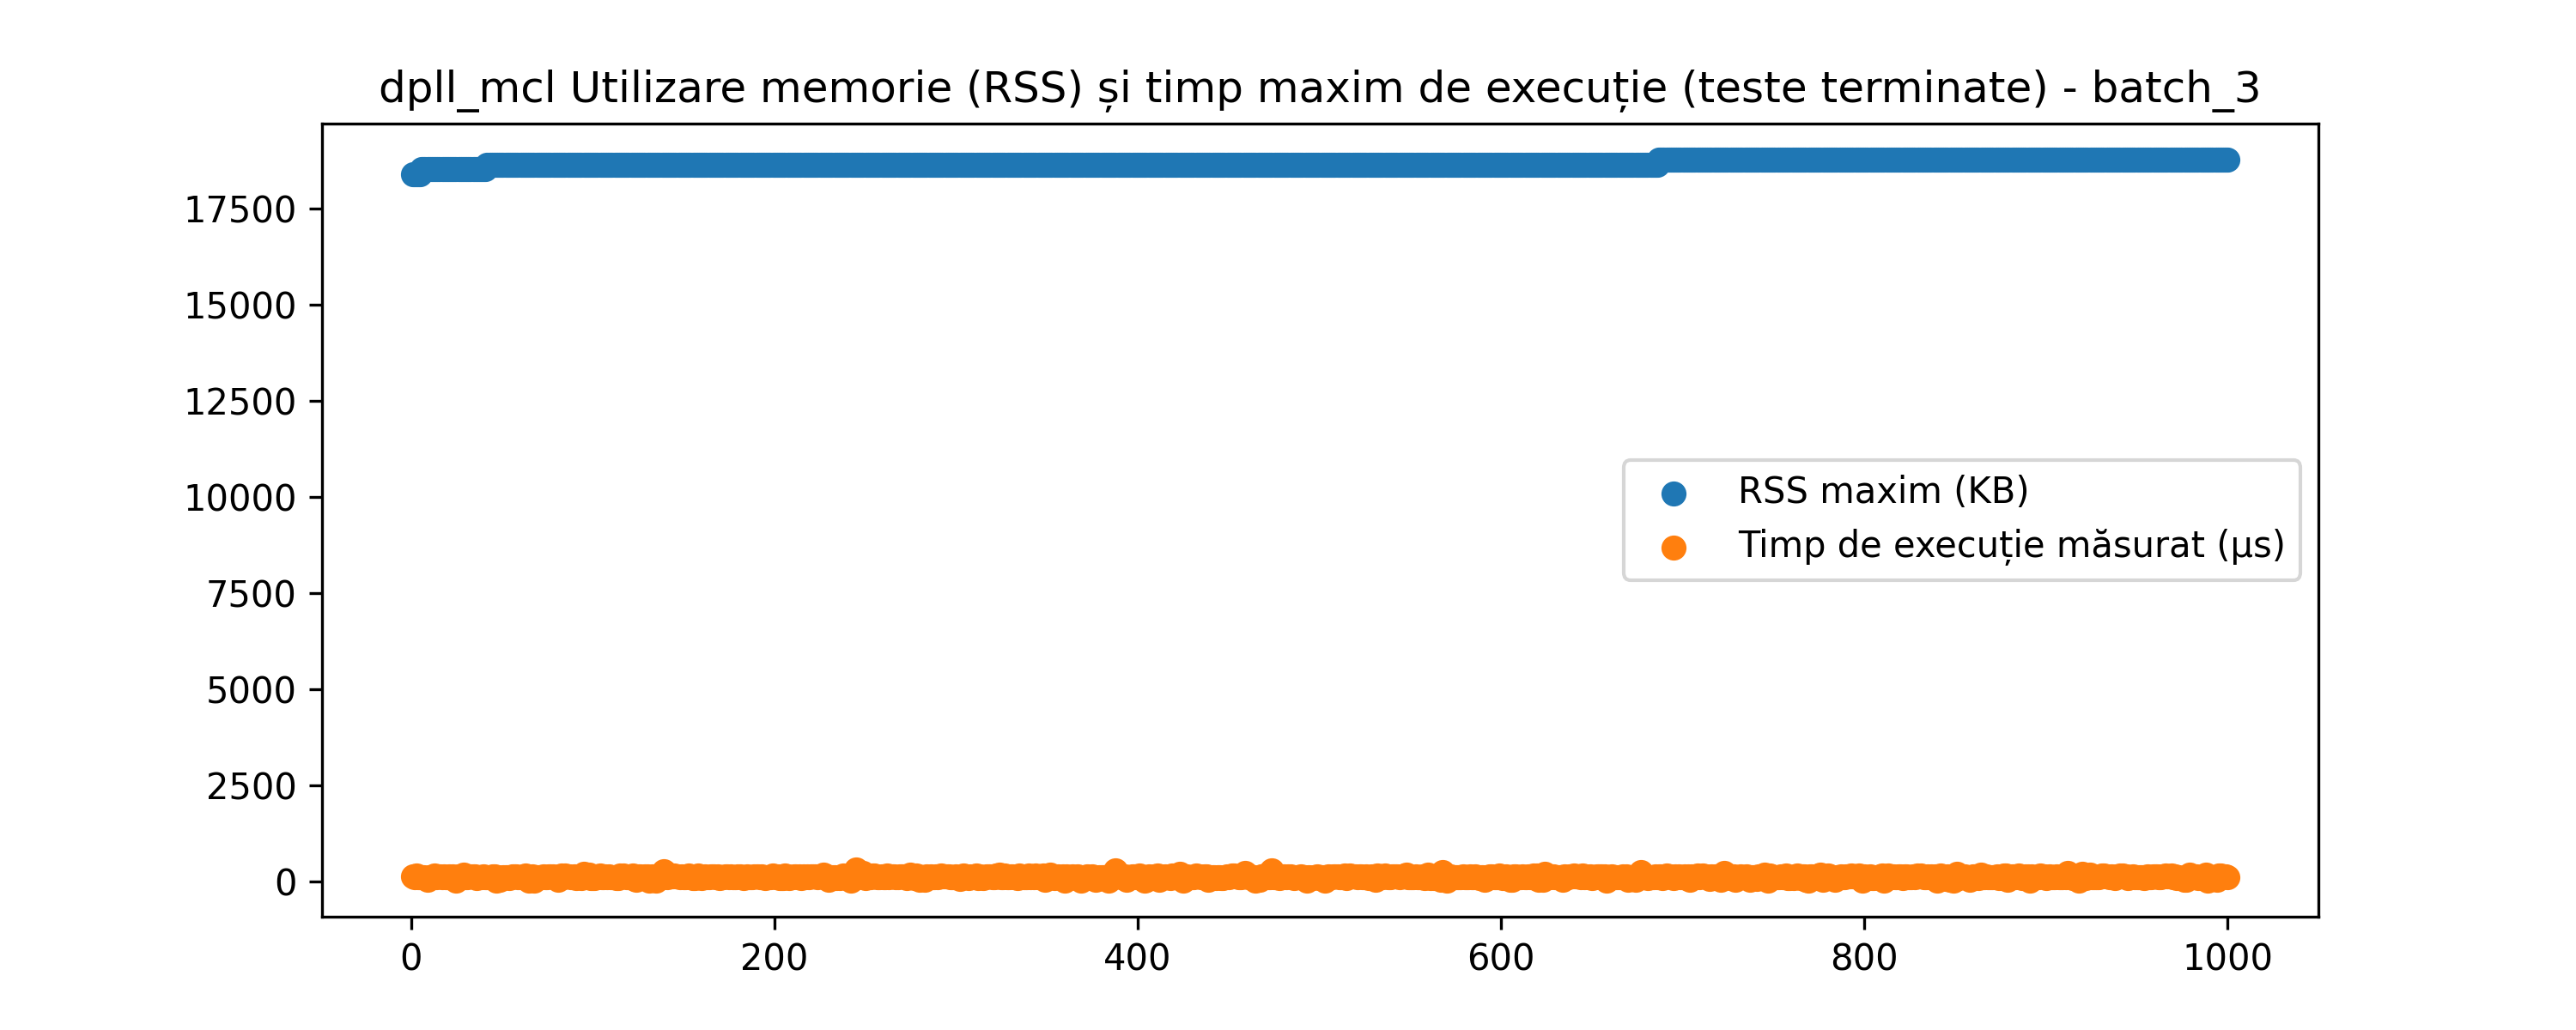 dpll_mcl Utilizare memorie (RSS) și timp maxim de execuție (teste terminate) - batch_3
17500
15000
12500
10000
7500
5000
2500
0
RSS maxim (KB)
Timp de execuție măsurat (µs)
0 200 400 600 800 1000